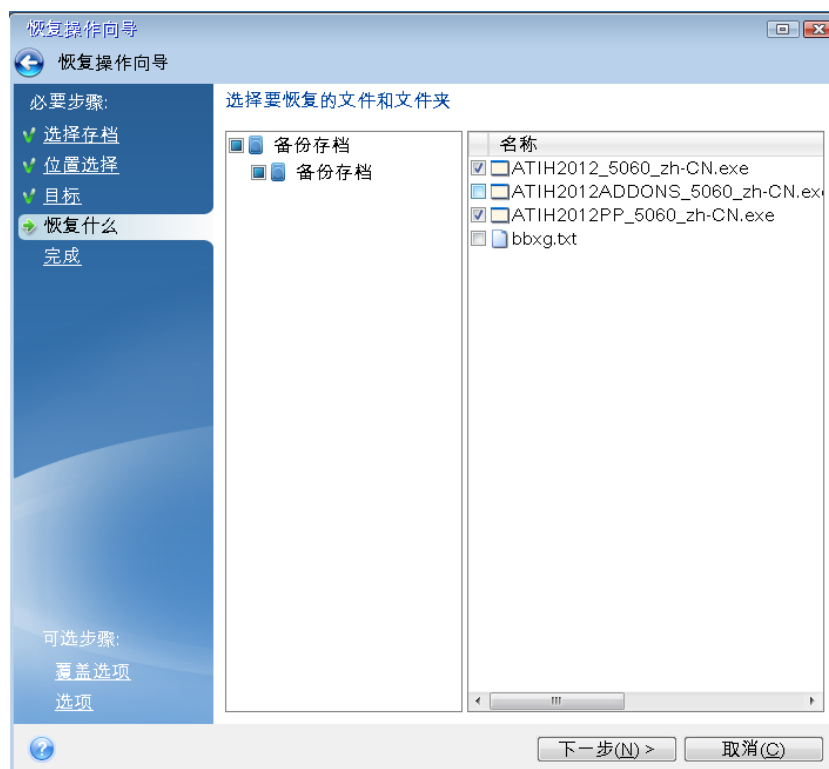 恢复操作向导
恢复操作向导
必要步骤:
选择存档
位置选择
目标
恢复什么
完成
选择要恢复的文件和文件夹
备份存档
备份存档
名称
ATIH2012_5060_zh-CN.exe
ATIH2012ADDONS_5060_zh-CN.ex
ATIH2012PP_5060_zh-CN.exe
bbxg.txt
可选步骤:
覆盖选项
选项
下一步(N) >
取消(C)